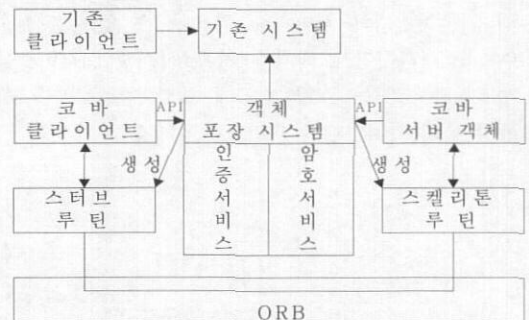 기존
클라이언트
기존 시스템
코바
클라이언트
API
객체
포장 시스템
API
코바
서버 객체
생성
인증서비스
암호서비스
생성
스터브
루틴
스켈리톤
루틴
ORB